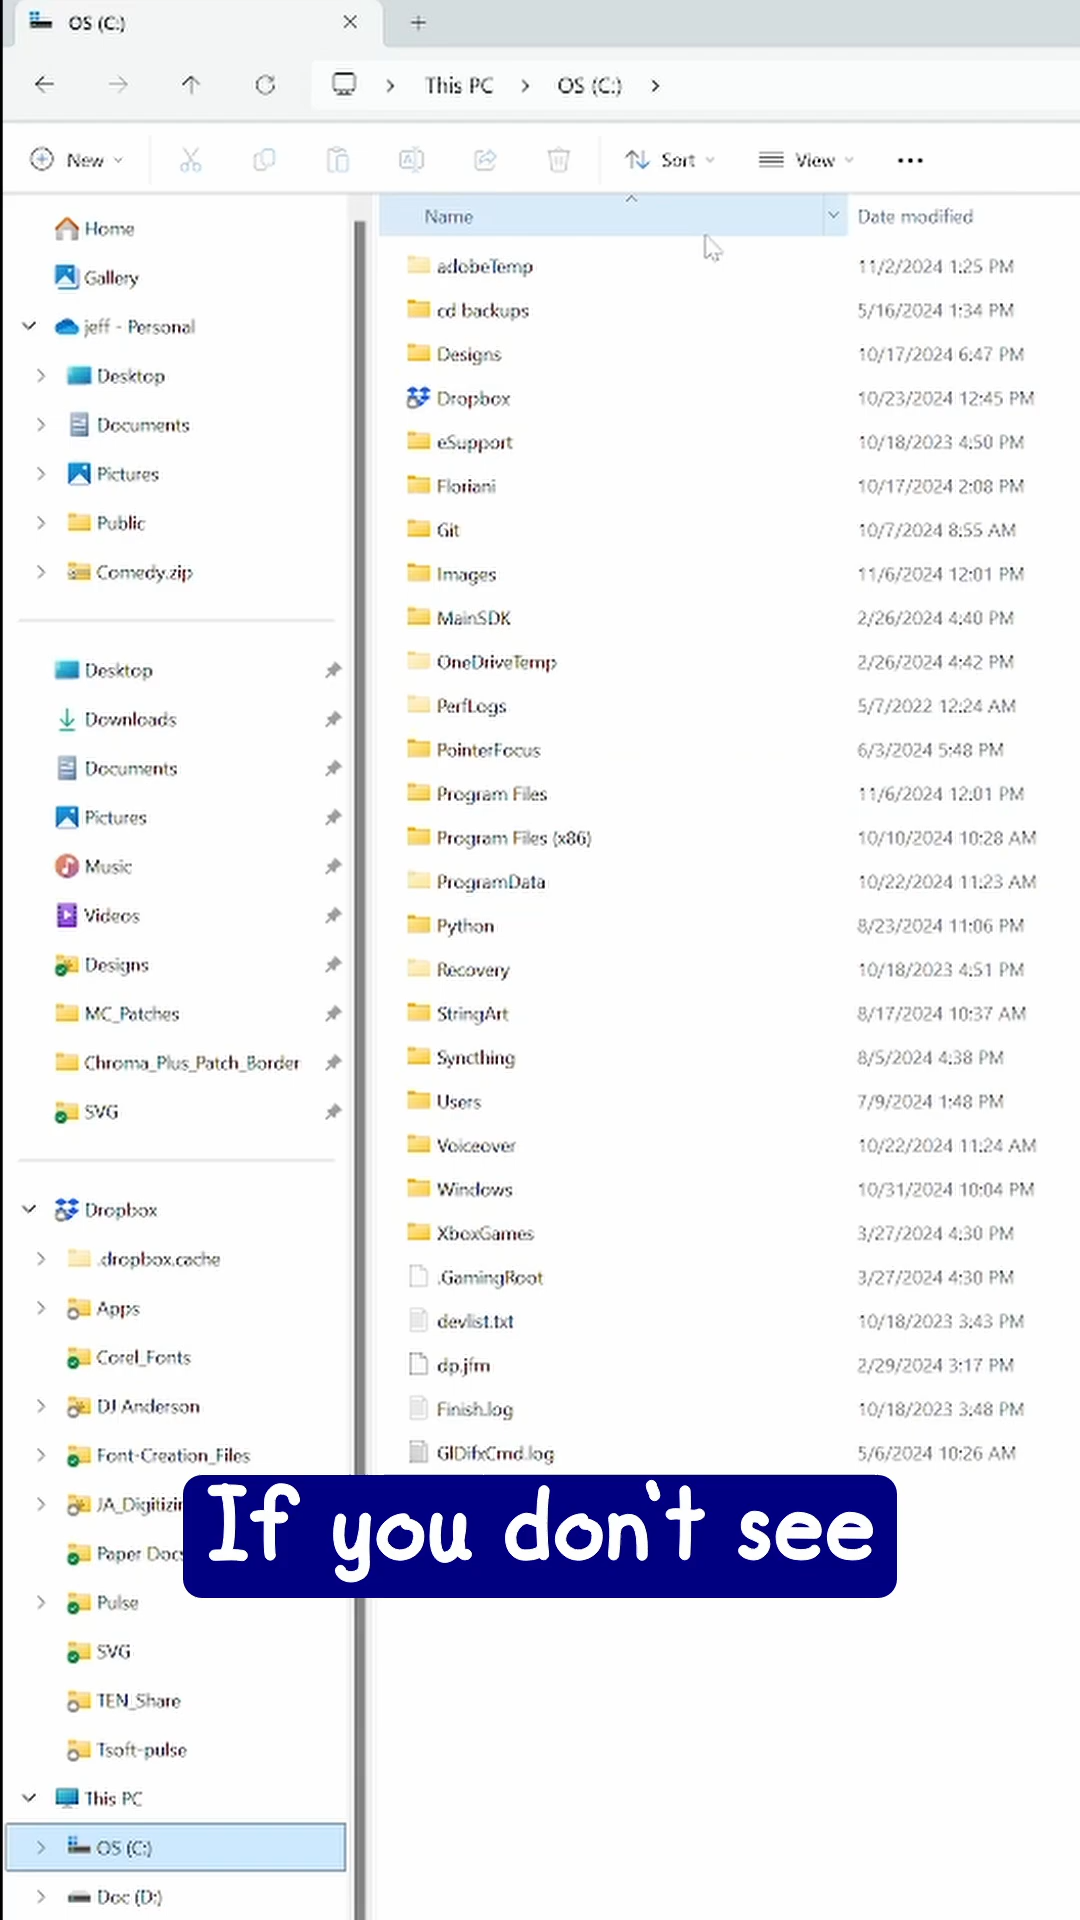 OS (C:)
This PC > OS (C:) >
New
Sort
View
Home
Gallery
jeff - Personal
Desktop
Documents
Pictures
Public
Comedy.zip
Desktop
Downloads
Documents
Pictures
Music
Videos
Designs
MC_Patches
Chroma_Plus_Patch_Border
SVG
Dropbox
.dropbox.cache
Apps
Corel_Fonts
DJ Anderson
Font-Creation_Files
JA_Digitizin
Paper Docs
Pulse
SVG
TEN_Share
Tsoft-pulse
This PC
OS (C:)
Doc (D:)
Name Date modified
adobeTemp 11/2/2024 1:25 PM
cd backups 5/16/2024 1:34 PM
Designs 10/17/2024 6:47 PM
Dropbox 10/23/2024 12:45 PM
eSupport 10/18/2023 4:50 PM
Floriani 10/17/2024 2:08 PM
Git 10/7/2024 8:55 AM
Images 11/6/2024 12:01 PM
MainSDK 2/26/2024 4:40 PM
OneDriveTemp 2/26/2024 4:42 PM
PerfLogs 5/7/2022 12:24 AM
PointerFocus 6/3/2024 5:48 PM
Program Files 11/6/2024 12:01 PM
Program Files (x86) 10/10/2024 10:28 AM
ProgramData 10/22/2024 11:23 AM
Python 8/23/2024 11:06 PM
Recovery 10/18/2023 4:51 PM
StringArt 8/17/2024 10:37 AM
Syncthing 8/5/2024 4:38 PM
Users 7/9/2024 1:48 PM
Voiceover 10/22/2024 11:24 AM
Windows 10/31/2024 10:04 PM
XboxGames 3/27/2024 4:30 PM
.GamingRoot 3/27/2024 4:30 PM
devlist.txt 10/18/2023 3:43 PM
dp.jfm 2/29/2024 3:17 PM
Finish.log 10/18/2023 3:48 PM
GlDifxCmd.log 5/6/2024 10:26 AM
If you don't see